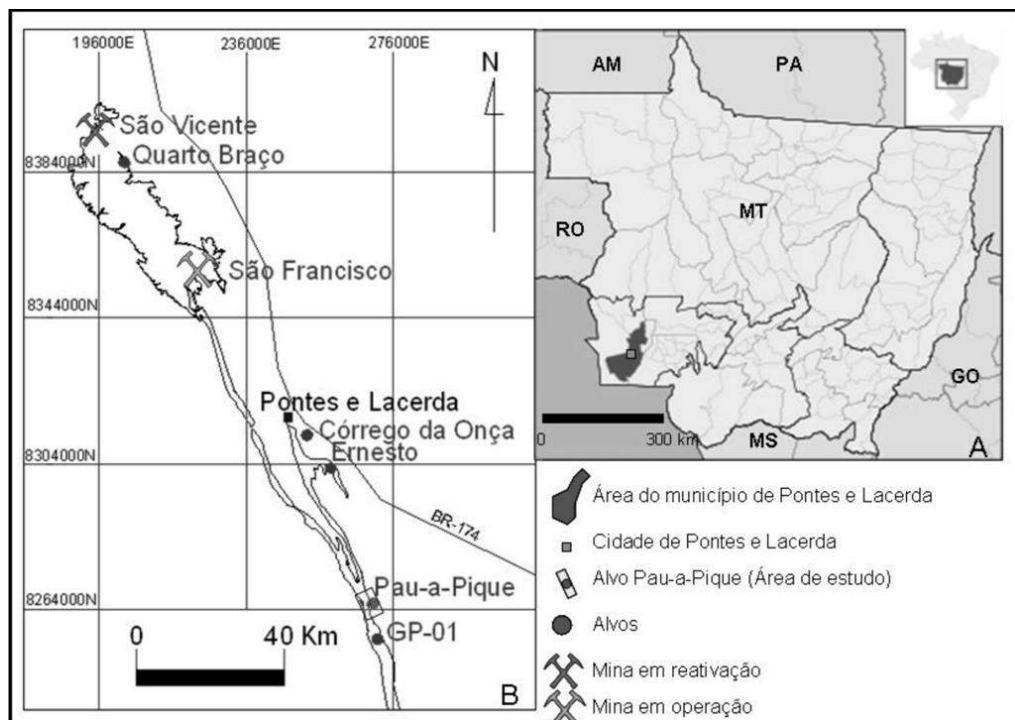 196000E
236000E
276000E
N
São Vicente
Quarto Braço
8384000N
São Francisco
8344000N
Pontes e Lacerda
Córrego da Onça
Ernesto
8304000N
BR-174
Pau-a-Pique
8264000N
GP-01
0
40 Km
B
AM
PA
MT
RO
GO
0
300 km
MS
A
Área do município de Pontes e Lacerda
Cidade de Pontes e Lacerda
Alvo Pau-a-Pique (Área de estudo)
Alvos
Mina em reativação
Mina em operação